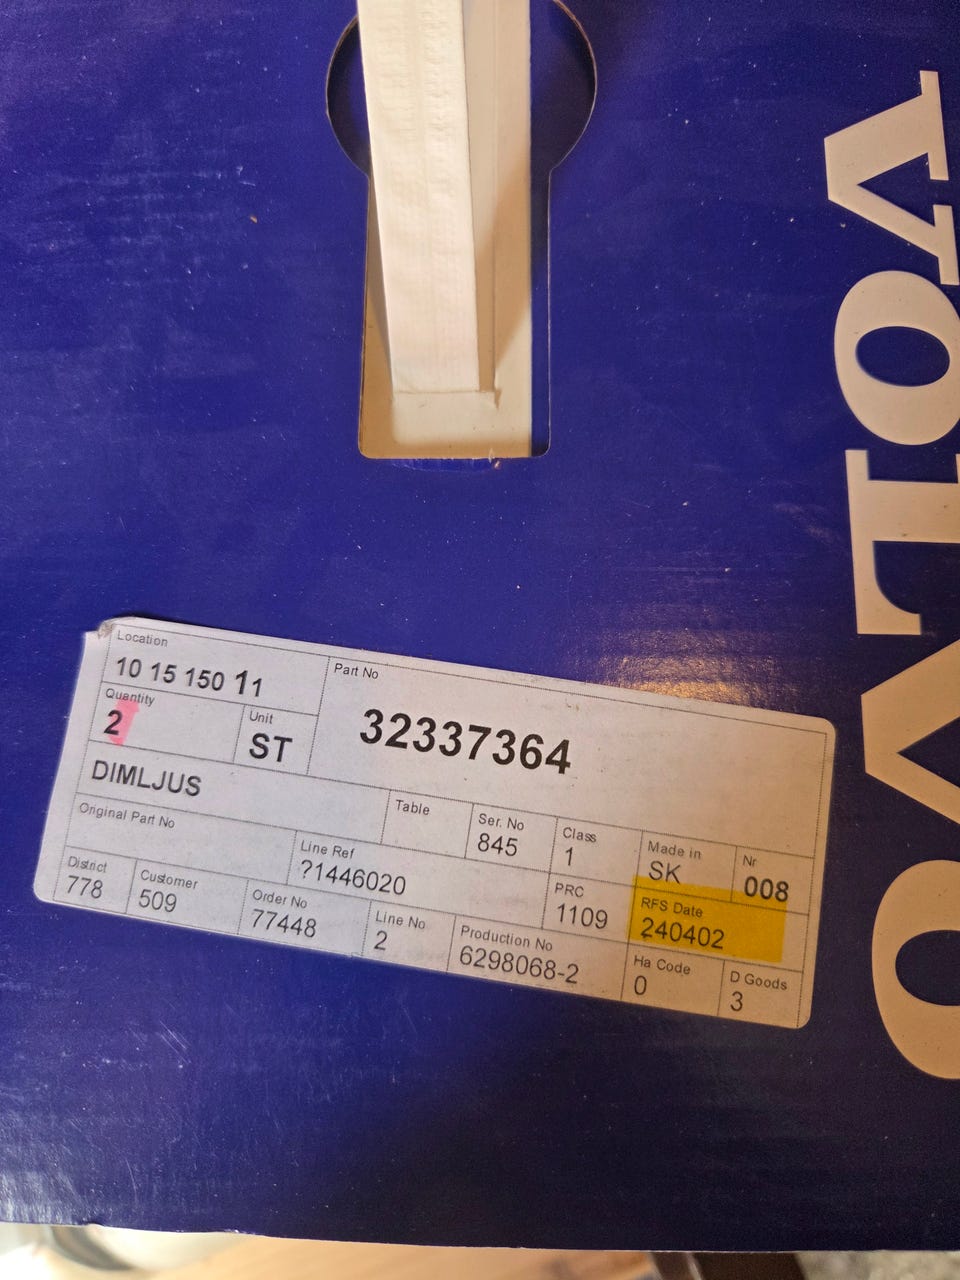 VOLVO
Location
10 15 150 11
Part No
32337364
Quantity
2
Unit
ST
DIMLJUS
Table
Ser. No
845
Class
1
Made in
SK
Nr
008
Original Part No
Line Ref
?1446020
PRC
1109
RFS Date
240402
District
778
Customer
509
Order No
77448
Line No
2
Production No
6298068-2
Ha Code
0
D Goods
3